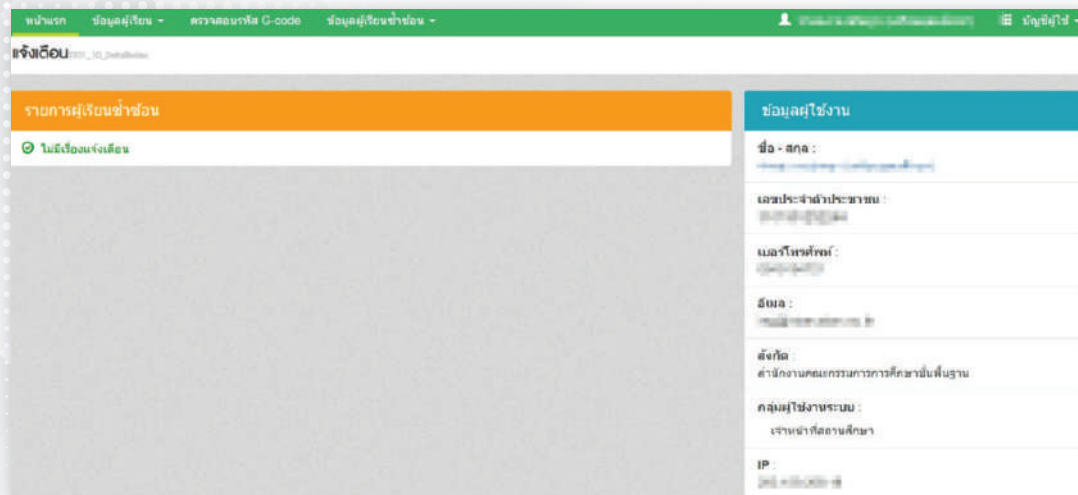 หน้าแรก ข้อมูลผู้เรียน ตรวจสอบรหัส G-code ข้อมูลผู้เรียนซ้ำซ้อน บัญชีผู้ใช้
แจ้งเตือน
รายการผู้เรียนซ้ำซ้อน
ไม่มีเรื่องแจ้งเตือน
ข้อมูลผู้ใช้งาน
ชื่อ - สกุล :
เลขประจำตัวประชาชน :
เบอร์โทรศัพท์ :
อีเมล :
สังกัด :
สำนักงานคณะกรรมการการศึกษาขั้นพื้นฐาน
กลุ่มผู้ใช้งานระบบ :
เจ้าหน้าที่สถานศึกษา
IP :